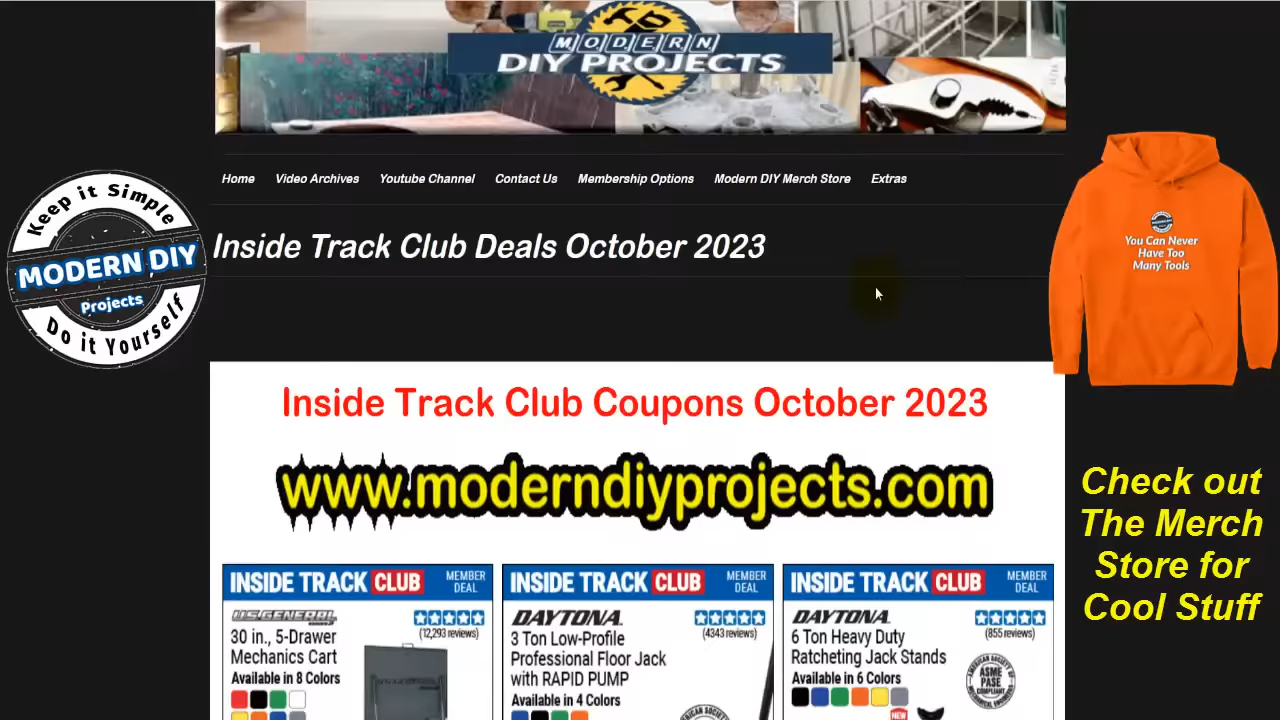 MODERN
DIY PROJECTS
Home Video Archives Youtube Channel Contact Us Membership Options Modern DIY Merch Store Extras
Inside Track Club Deals October 2023
Keep it Simple
MODERN DIY
Projects
Do it Yourself
You Can Never
Have Too
Many Tools
Inside Track Club Coupons October 2023
www.moderndiyprojects.com
Check out
The Merch
Store for
Cool Stuff
INSIDE TRACK CLUB MEMBER DEAL
U.S. GENERAL
(12,293 reviews)
30 in., 5-Drawer
Mechanics Cart
Available in 8 Colors
INSIDE TRACK CLUB MEMBER DEAL
DAYTONA
(4343 reviews)
3 Ton Low-Profile
Professional Floor Jack
with RAPID PUMP
Available in 4 Colors
INSIDE TRACK CLUB MEMBER DEAL
DAYTONA
(855 reviews)
6 Ton Heavy Duty
Ratcheting Jack Stands
Available in 6 Colors
ASME
PASE
COMPLIANT
NEW